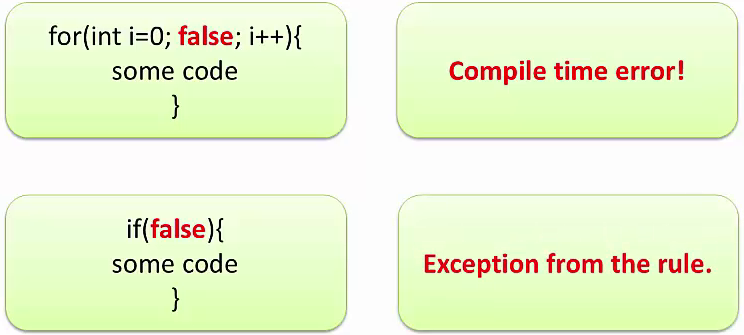 for(int i=0; false; i++){
some code
}
Compile time error!
if(false){
some code
}
Exception from the rule.